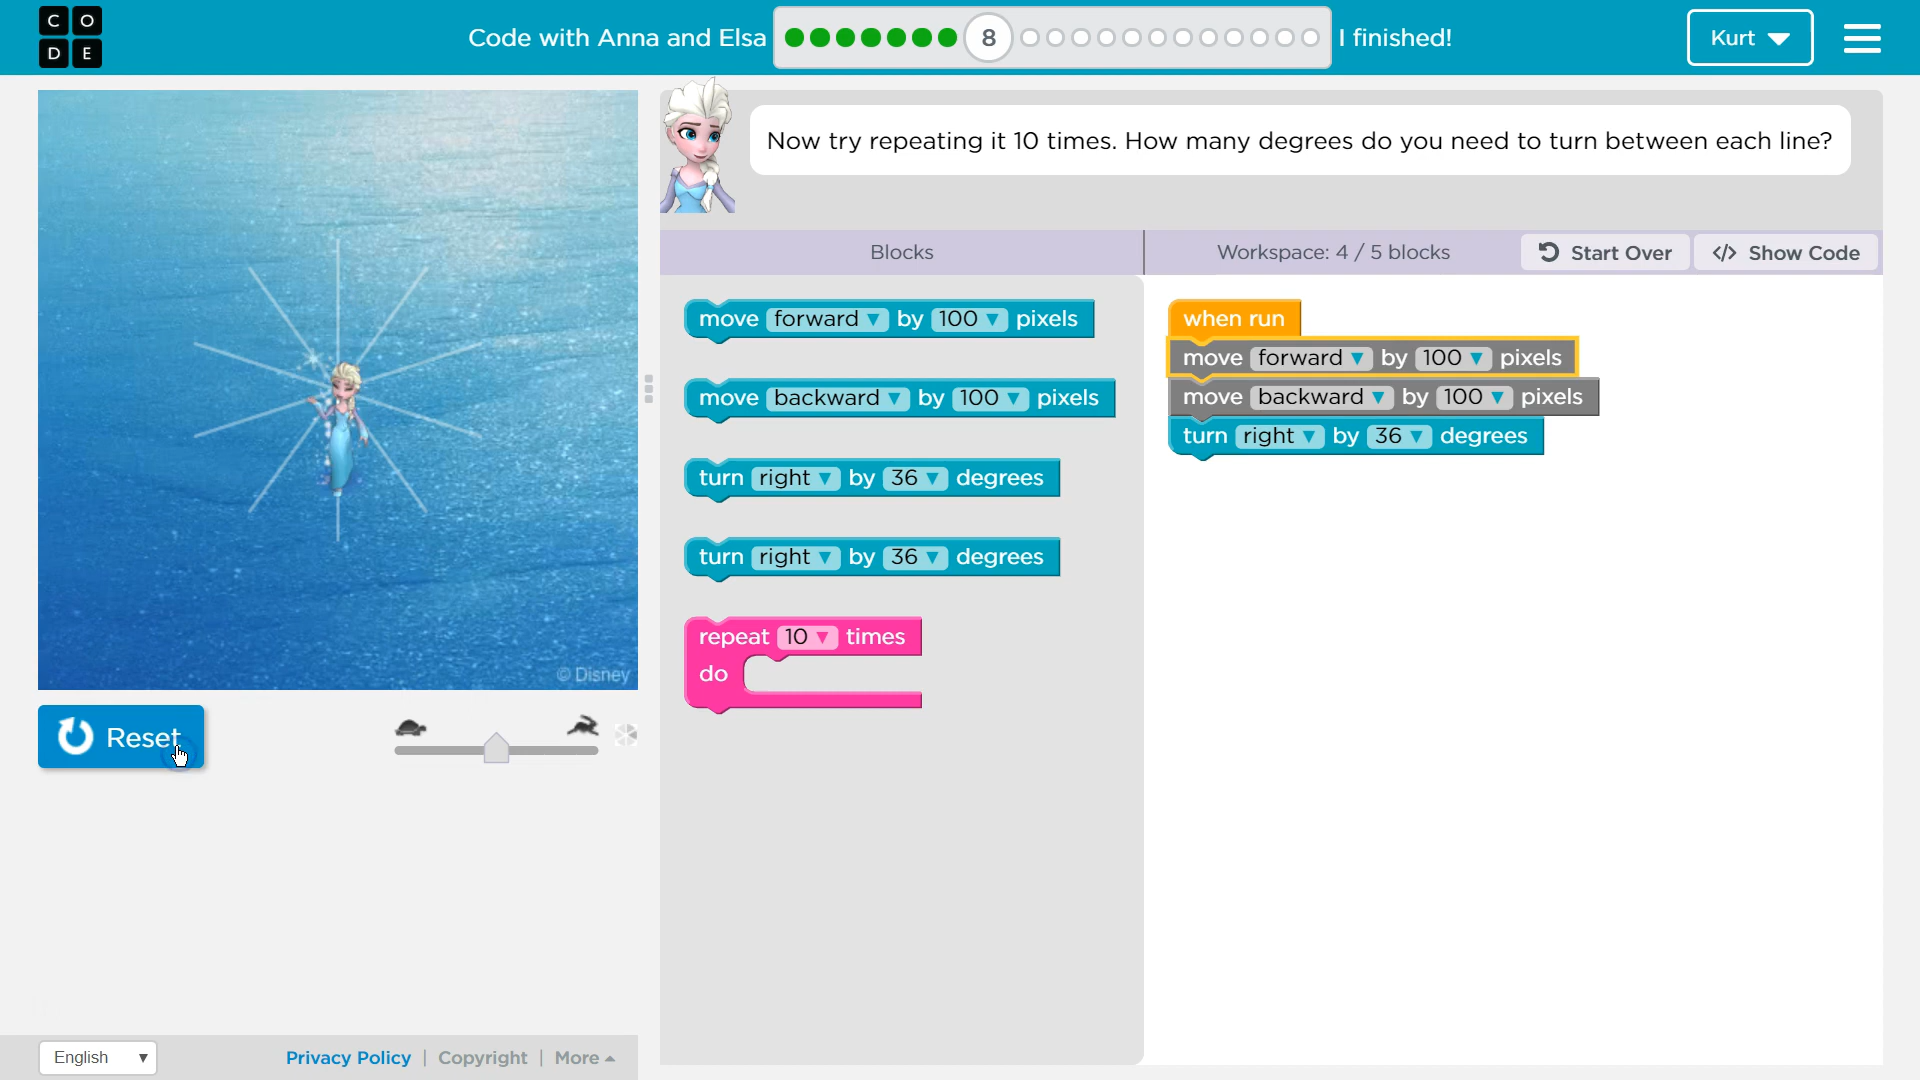 C O
D E
Code with Anna and Elsa
8
I finished!
Kurt
Now try repeating it 10 times. How many degrees do you need to turn between each line?
Blocks
Workspace: 4 / 5 blocks
Start Over
</> Show Code
move forward ▼ by 100 ▼ pixels
move backward ▼ by 100 ▼ pixels
turn right ▼ by 36 ▼ degrees
turn right ▼ by 36 ▼ degrees
repeat 10 ▼ times
do
when run
move forward ▼ by 100 ▼ pixels
move backward ▼ by 100 ▼ pixels
turn right ▼ by 36 ▼ degrees
© Disney
Reset
English ▼
Privacy Policy | Copyright | More